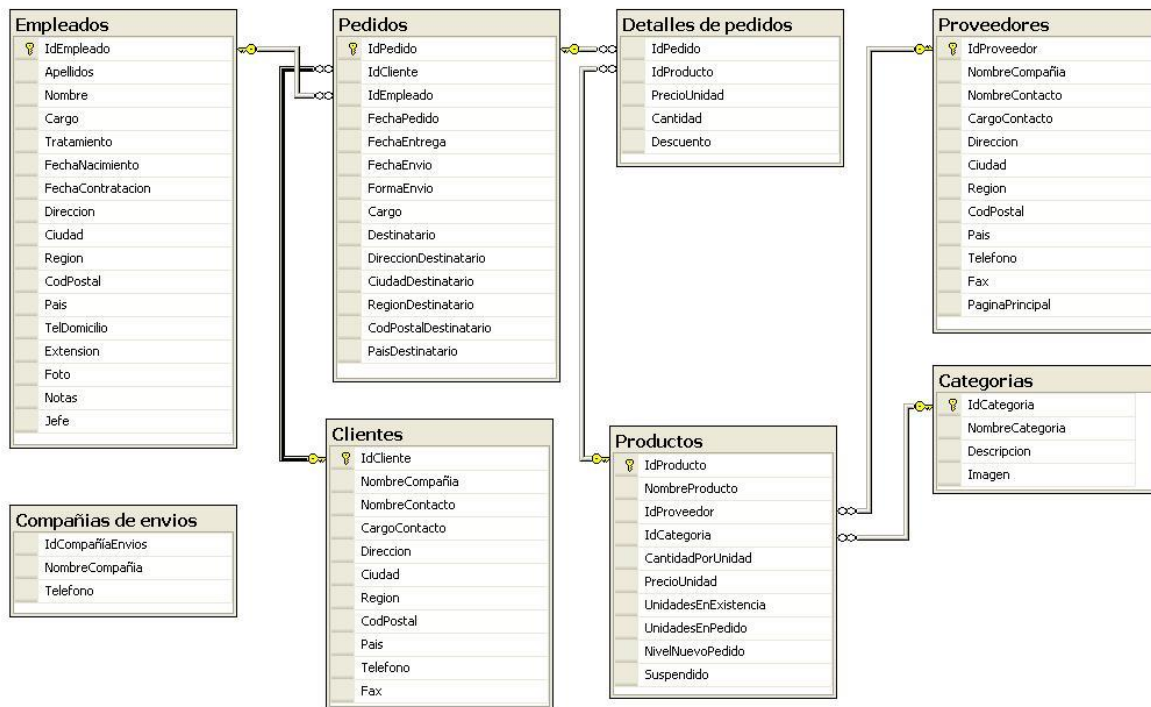 Empleados
IdEmpleado
Apellidos
Nombre
Cargo
Tratamiento
FechaNacimiento
FechaContratacion
Direccion
Ciudad
Region
CodPostal
Pais
TelDomicilio
Extension
Foto
Notas
Jefe
Pedidos
IdPedido
IdCliente
IdEmpleado
FechaPedido
FechaEntrega
FechaEnvio
FormaEnvio
Cargo
Destinatario
DireccionDestinatario
CiudadDestinatario
RegionDestinatario
CodPostalDestinatario
PaisDestinatario
Detalles de pedidos
IdPedido
IdProducto
PrecioUnidad
Cantidad
Descuento
Proveedores
IdProveedor
NombreCompañia
NombreContacto
CargoContacto
Direccion
Ciudad
Region
CodPostal
Pais
Telefono
Fax
PaginaPrincipal
Categorias
IdCategoria
NombreCategoria
Descripcion
Imagen
Compañias de envios
IdCompañíaEnvios
NombreCompañia
Telefono
Clientes
IdCliente
NombreCompañia
NombreContacto
CargoContacto
Direccion
Ciudad
Region
CodPostal
Pais
Telefono
Fax
Productos
IdProducto
NombreProducto
IdProveedor
IdCategoria
CantidadPorUnidad
PrecioUnidad
UnidadesEnExistencia
UnidadesEnPedido
NivelNuevoPedido
Suspendido